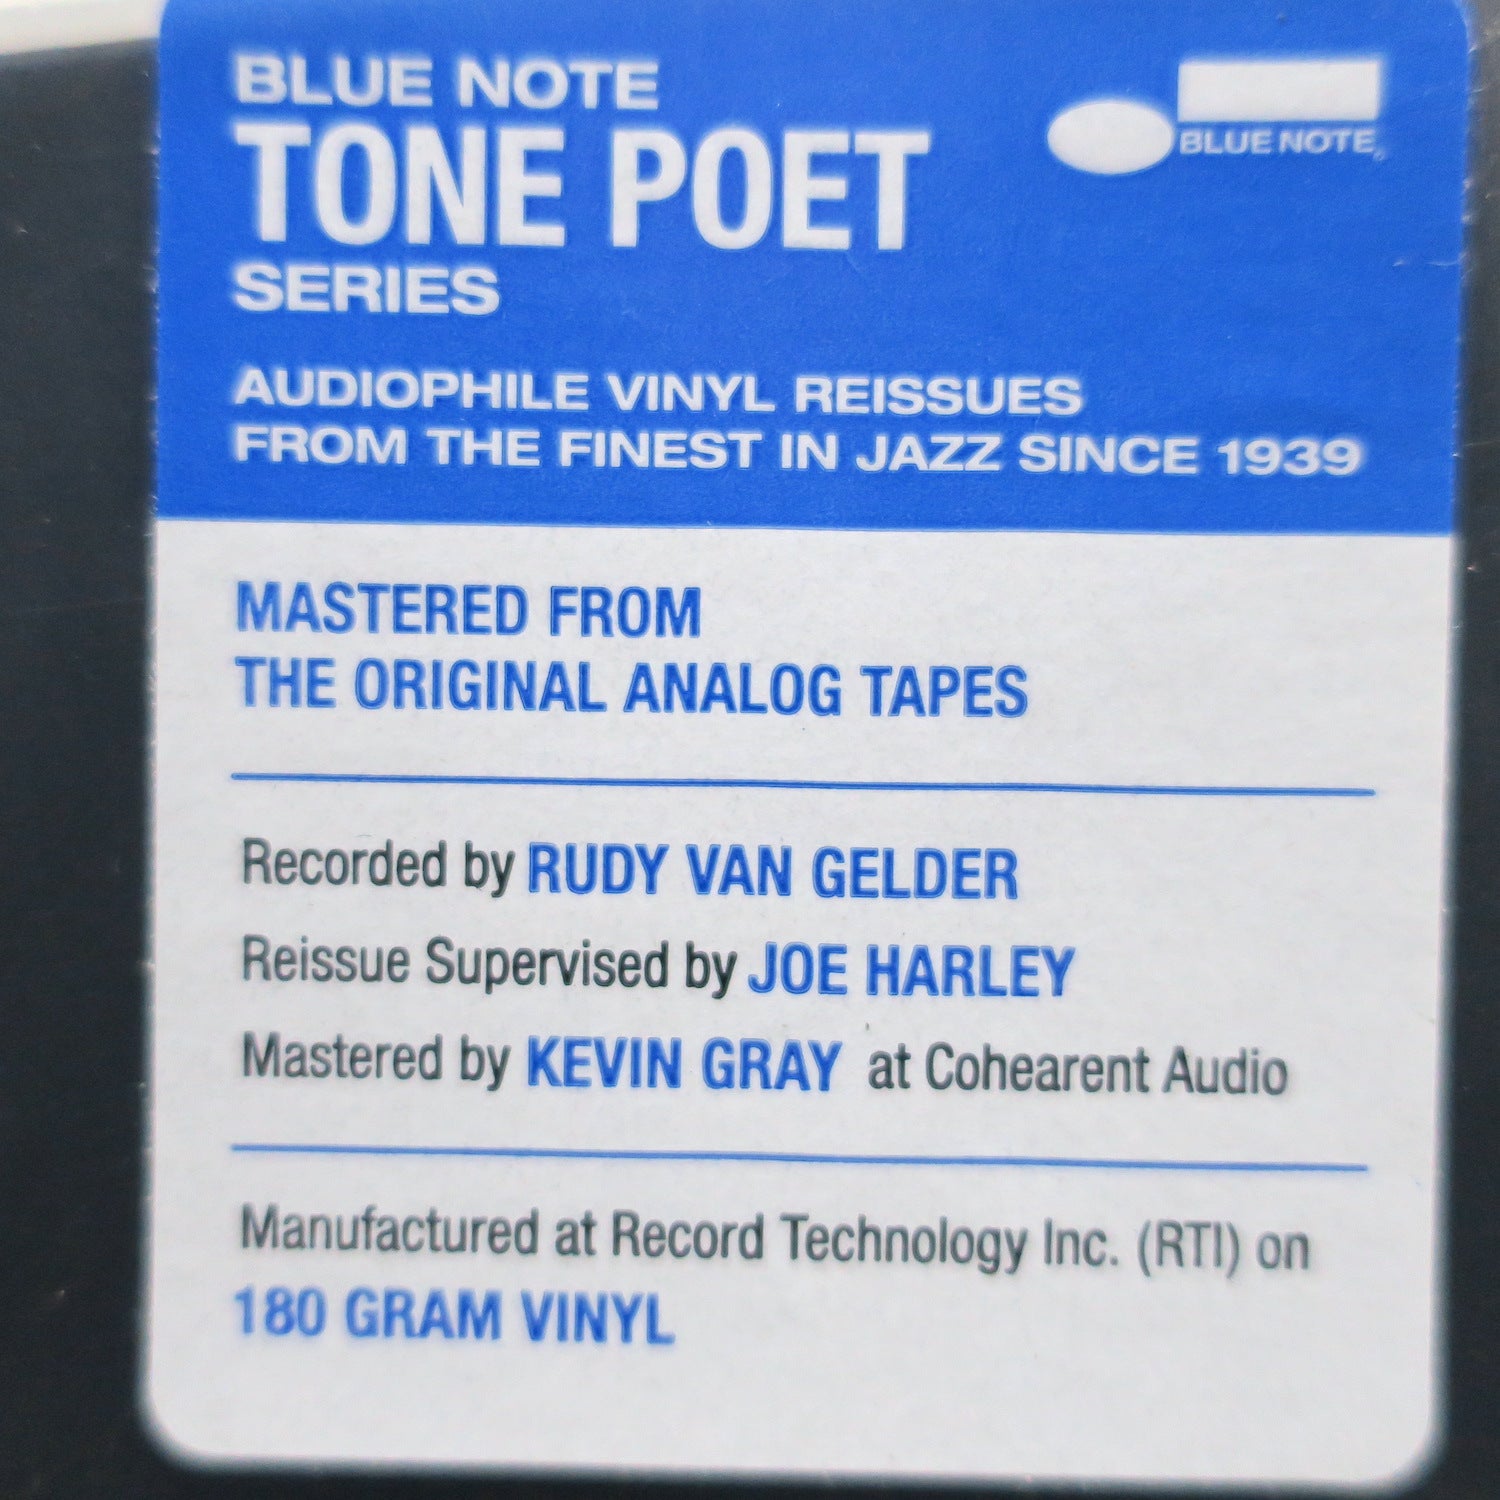 BLUE NOTE
TONE POET
SERIES
BLUE NOTE®
AUDIOPHILE VINYL REISSUES
FROM THE FINEST IN JAZZ SINCE 1939
MASTERED FROM
THE ORIGINAL ANALOG TAPES
Recorded by RUDY VAN GELDER
Reissue Supervised by JOE HARLEY
Mastered by KEVIN GRAY at Cohearent Audio
Manufactured at Record Technology Inc. (RTI) on
180 GRAM VINYL